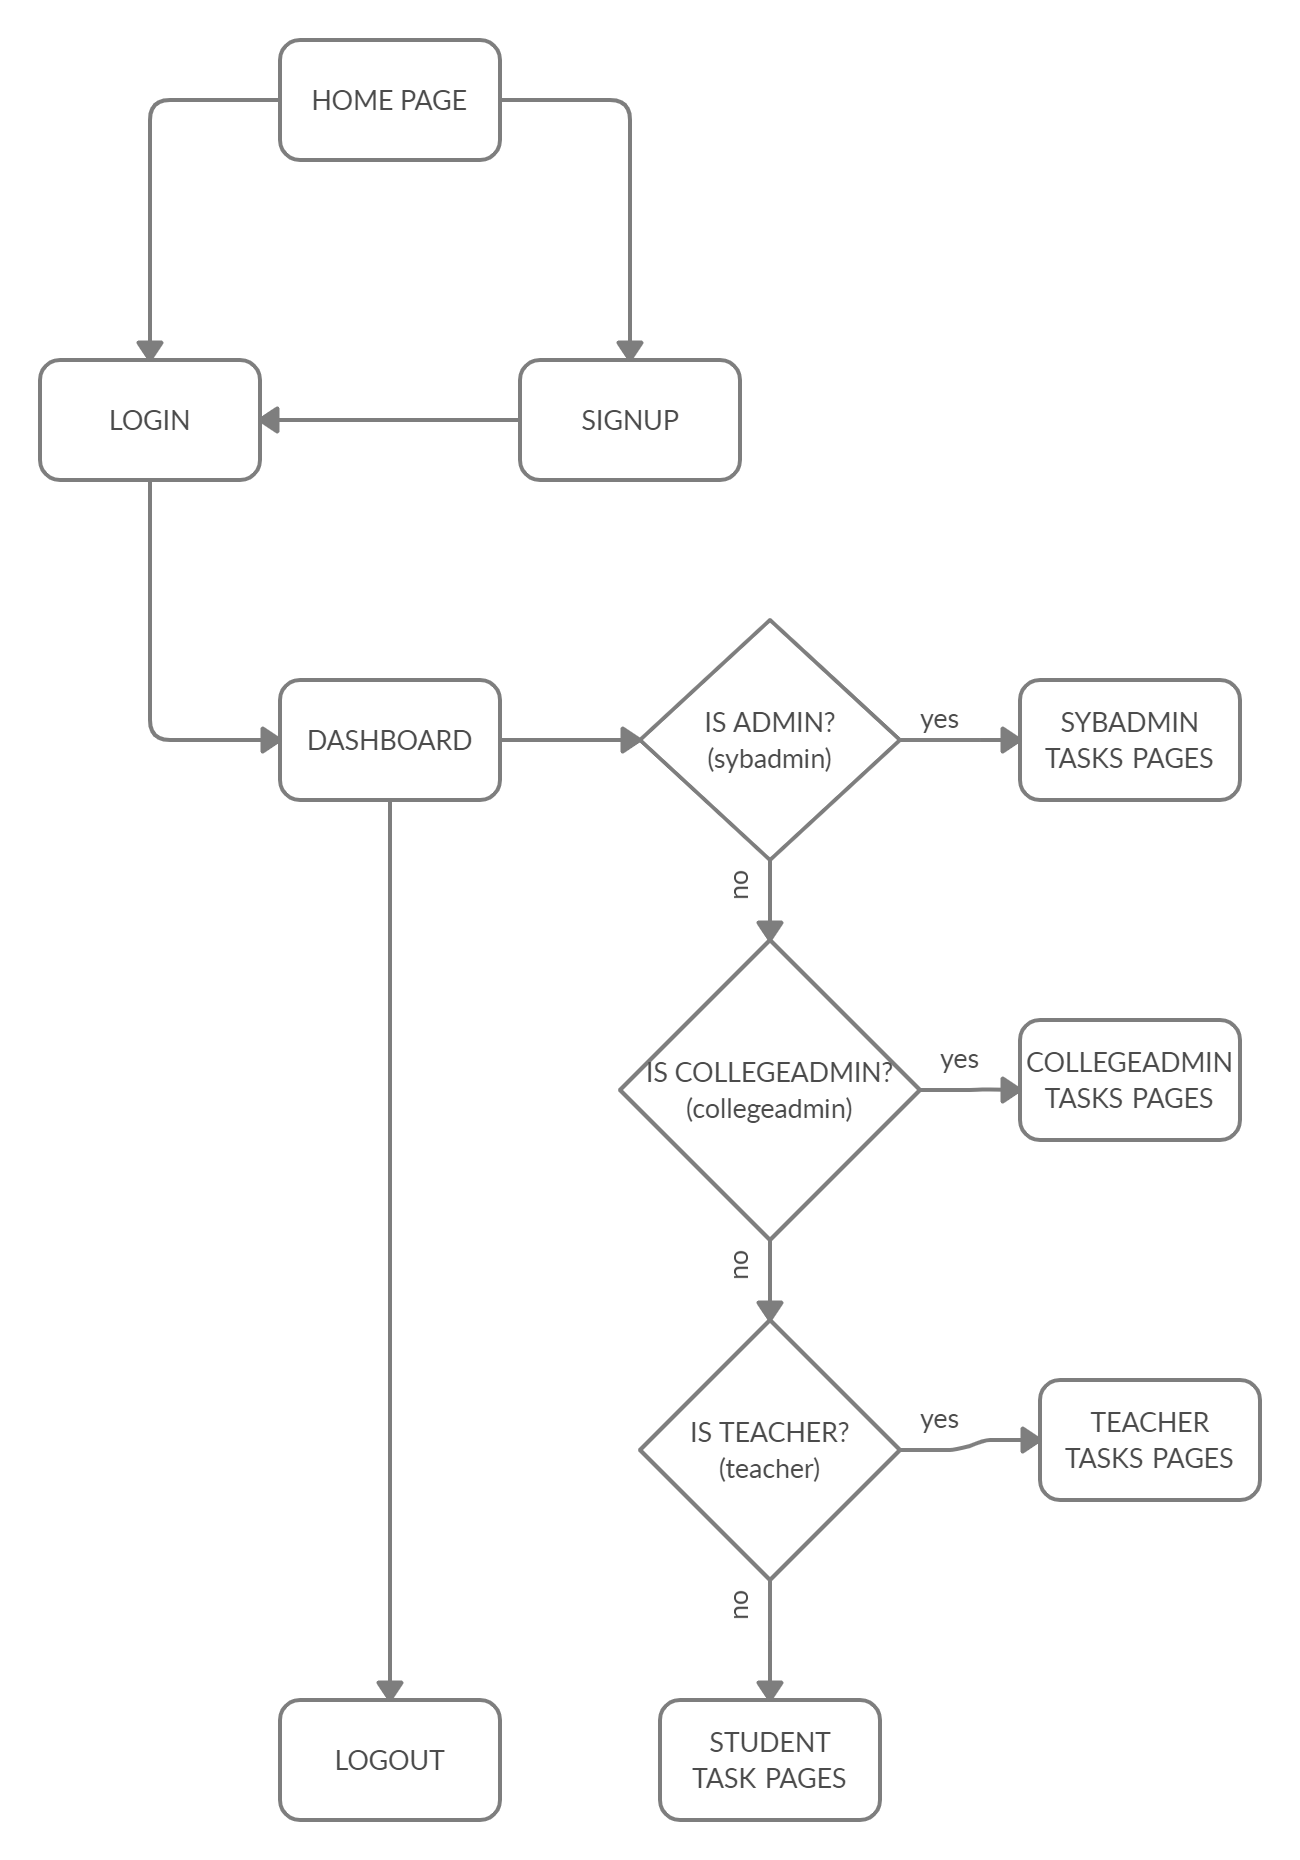 HOME PAGE
LOGIN
SIGNUP
DASHBOARD
IS ADMIN?
(sybadmin)
yes
SYBADMIN
TASKS PAGES
no
IS COLLEGEADMIN?
(collegeadmin)
yes
COLLEGEADMIN
TASKS PAGES
no
IS TEACHER?
(teacher)
yes
TEACHER
TASKS PAGES
no
LOGOUT
STUDENT
TASK PAGES